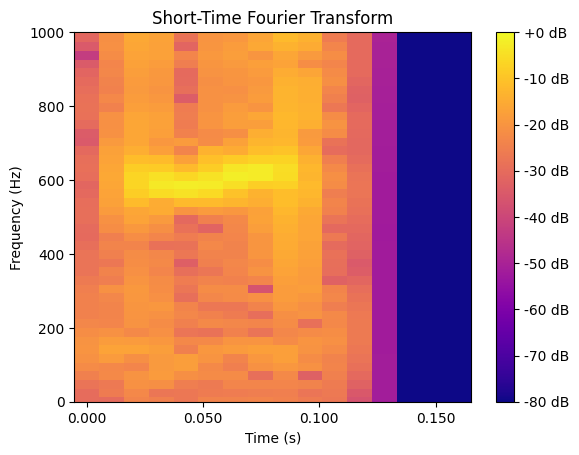 Short-Time Fourier Transform
1000
800
600
400
200
0
Frequency (Hz)
0.000
0.050
0.100
0.150
Time (s)
+0 dB
-10 dB
-20 dB
-30 dB
-40 dB
-50 dB
-60 dB
-70 dB
-80 dB